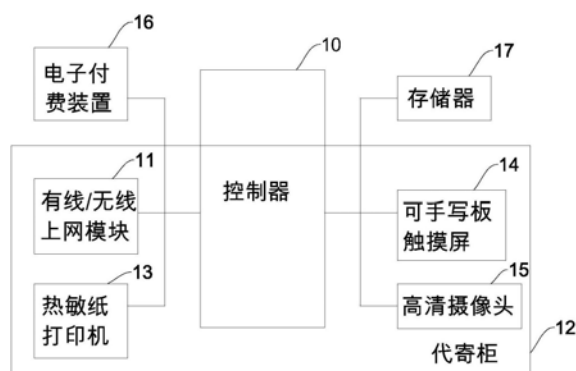 16
电子付
费装置
10
17
存储器
11
有线/无线
上网模块
控制器
14
可手写板
触摸屏
13
热敏纸
打印机
15
高清摄像头
12
代寄柜